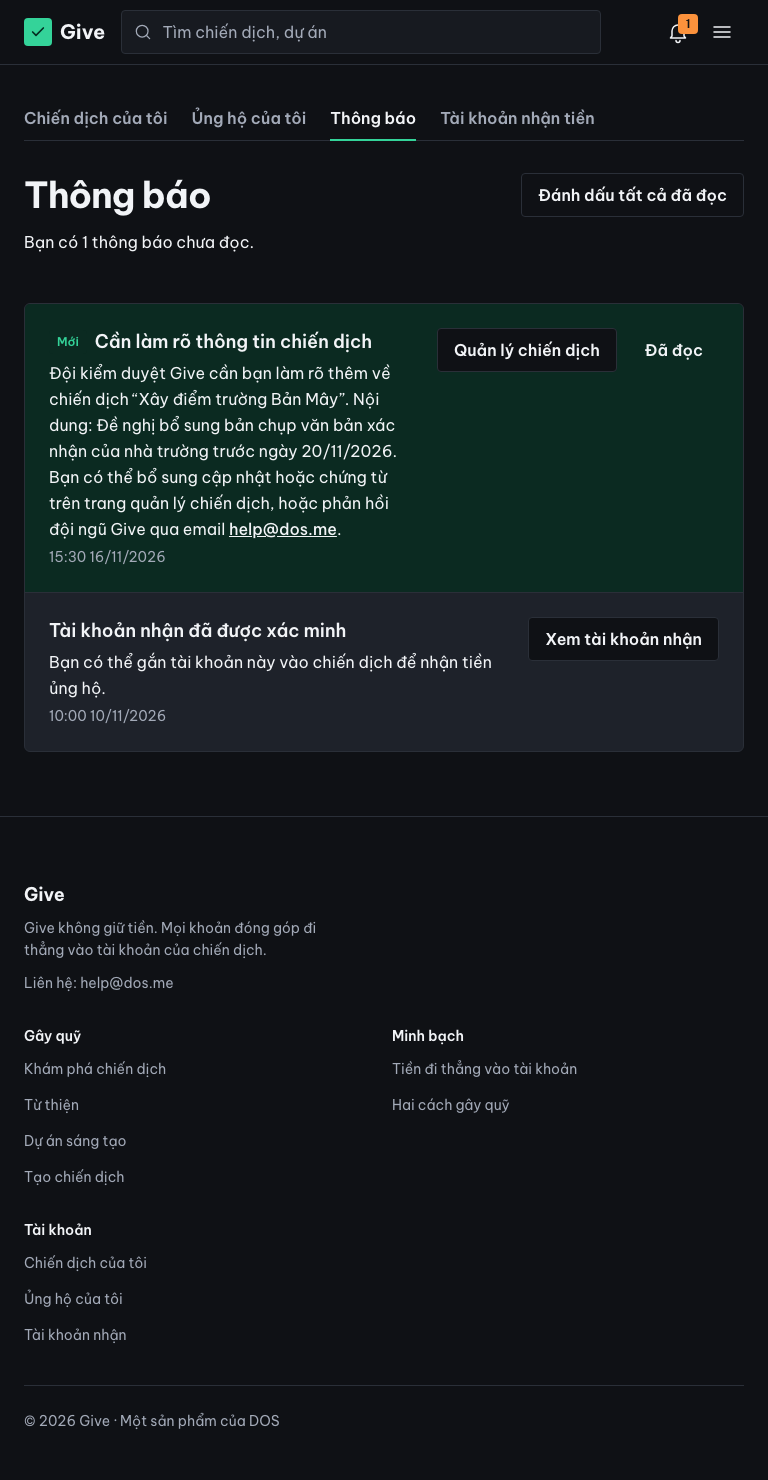 Give
Tìm chiến dịch, dự án
1
Chiến dịch của tôi
Ủng hộ của tôi
Thông báo
Tài khoản nhận tiền
Thông báo
Đánh dấu tất cả đã đọc
Bạn có 1 thông báo chưa đọc.
Mới
Cần làm rõ thông tin chiến dịch
Quản lý chiến dịch
Đã đọc
Đội kiểm duyệt Give cần bạn làm rõ thêm về
chiến dịch “Xây điểm trường Bản Mây”. Nội
dung: Đề nghị bổ sung bản chụp văn bản xác
nhận của nhà trường trước ngày 20/11/2026.
Bạn có thể bổ sung cập nhật hoặc chứng từ
trên trang quản lý chiến dịch, hoặc phản hồi
đội ngũ Give qua email help@dos.me.
15:30 16/11/2026
Tài khoản nhận đã được xác minh
Xem tài khoản nhận
Bạn có thể gắn tài khoản này vào chiến dịch để nhận tiền
ủng hộ.
10:00 10/11/2026
Give
Give không giữ tiền. Mọi khoản đóng góp đi
thẳng vào tài khoản của chiến dịch.
Liên hệ: help@dos.me
Gây quỹ
Khám phá chiến dịch
Từ thiện
Dự án sáng tạo
Tạo chiến dịch
Minh bạch
Tiền đi thẳng vào tài khoản
Hai cách gây quỹ
Tài khoản
Chiến dịch của tôi
Ủng hộ của tôi
Tài khoản nhận
© 2026 Give · Một sản phẩm của DOS